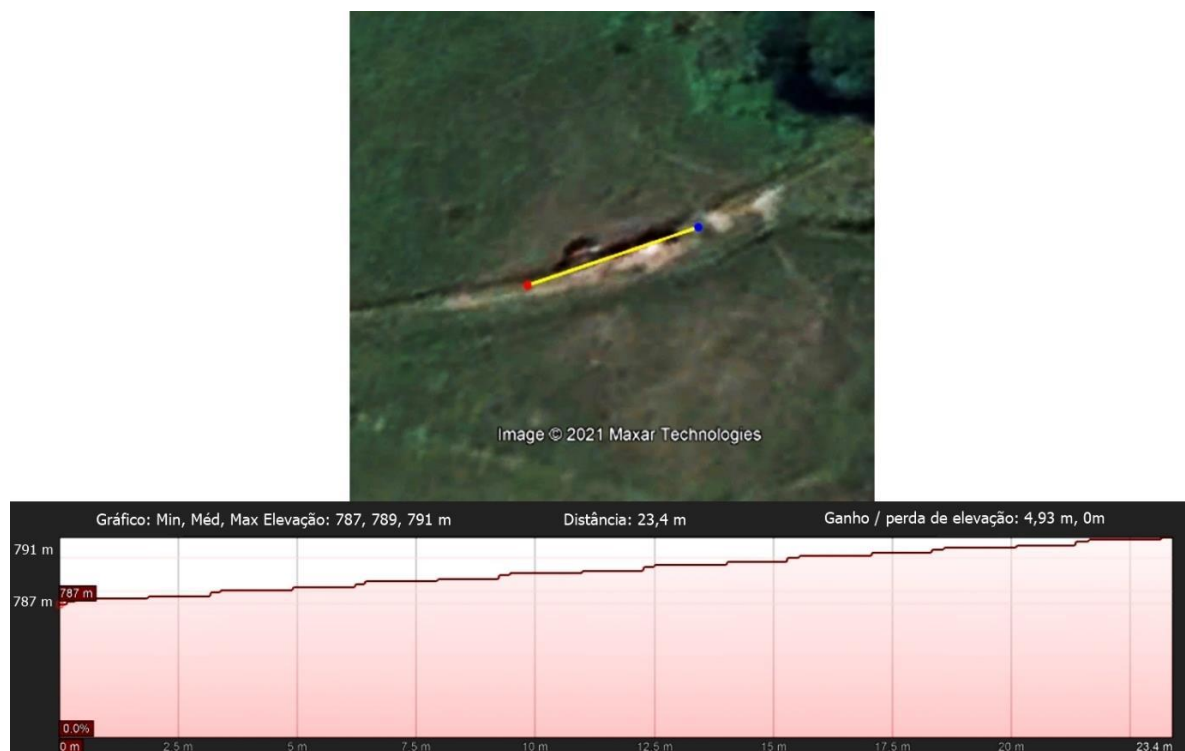 Image © 2021 Maxar Technologies
Gráfico: Min, Méd, Max Elevação: 787, 789, 791 m Distância: 23,4 m Ganho / perda de elevação: 4,93 m, 0m
791 m
787 m
787 m
0.0%
0 m 2.5 m 5 m 7.5 m 10 m 12.5 m 15 m 17.5 m 20 m 23.4 m